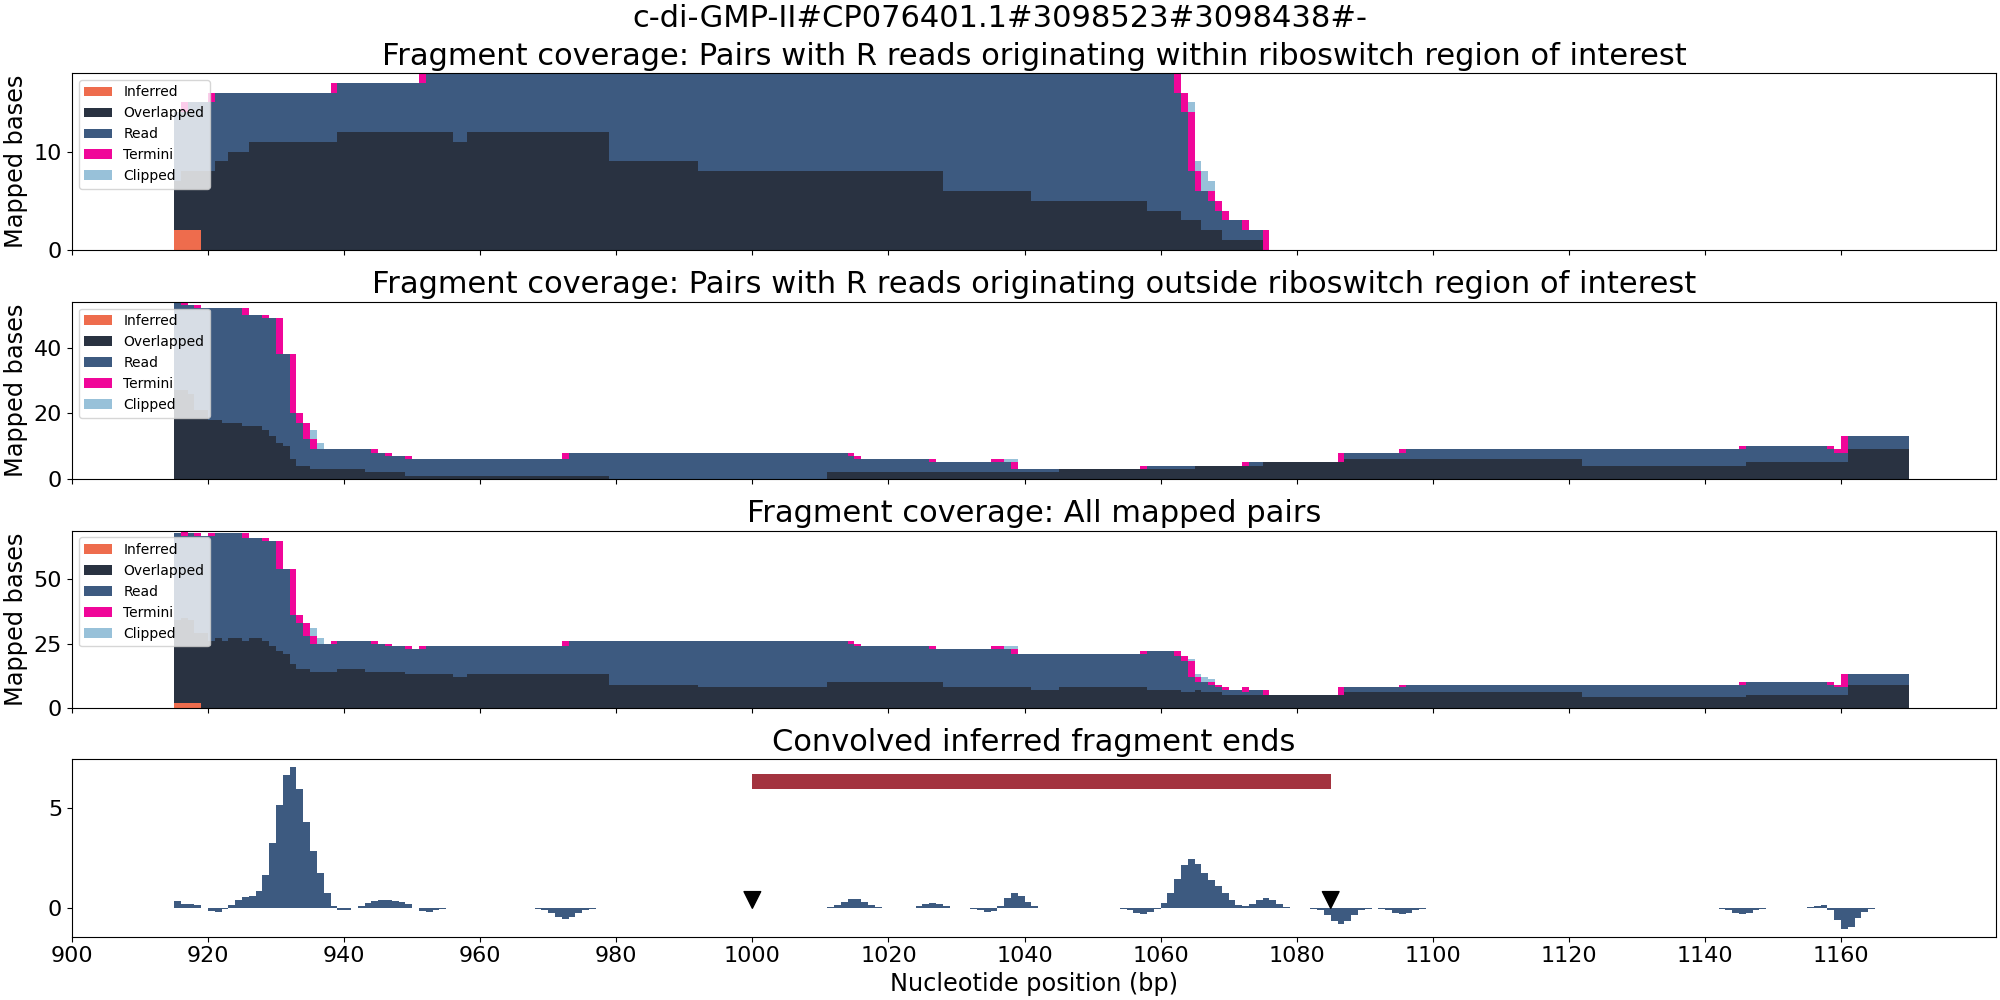 c-di-GMP-II#CP076401.1#3098523#3098438#-
Fragment coverage: Pairs with R reads originating within riboswitch region of interest
Mapped bases
10
0
Inferred
Overlapped
Read
Termini
Clipped
Fragment coverage: Pairs with R reads originating outside riboswitch region of interest
Mapped bases
40
20
0
Inferred
Overlapped
Read
Termini
Clipped
Fragment coverage: All mapped pairs
Mapped bases
50
25
0
Inferred
Overlapped
Read
Termini
Clipped
Convolved inferred fragment ends
5
0
900 920 940 960 980 1000 1020 1040 1060 1080 1100 1120 1140 1160
Nucleotide position (bp)